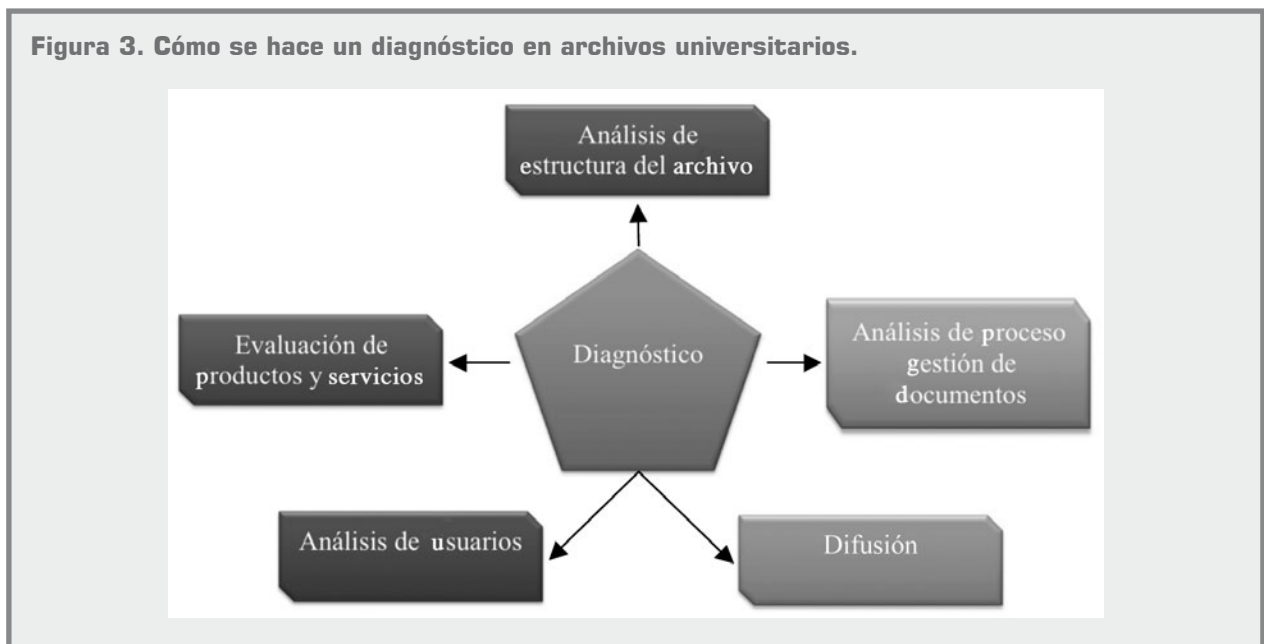 Figura 3. Cómo se hace un diagnóstico en archivos universitarios.
Análisis de
estructura del archivo
Evaluación de
productos y servicios
Diagnóstico
Análisis de proceso
gestión de
documentos
Análisis de usuarios
Difusión